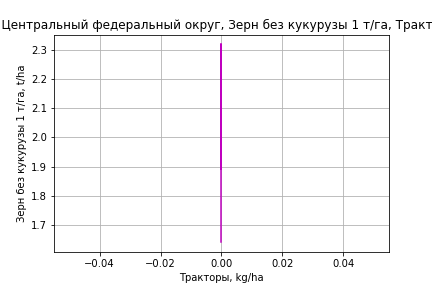 Центральный федеральный округ, Зерн без кукурузы 1 т/га, Тракт
2.3
2.2
2.1
2.0
1.9
1.8
1.7
Зерн без кукурузы 1 т/га, t/ha
−0.04 −0.02 0.00 0.02 0.04
Тракторы, kg/ha